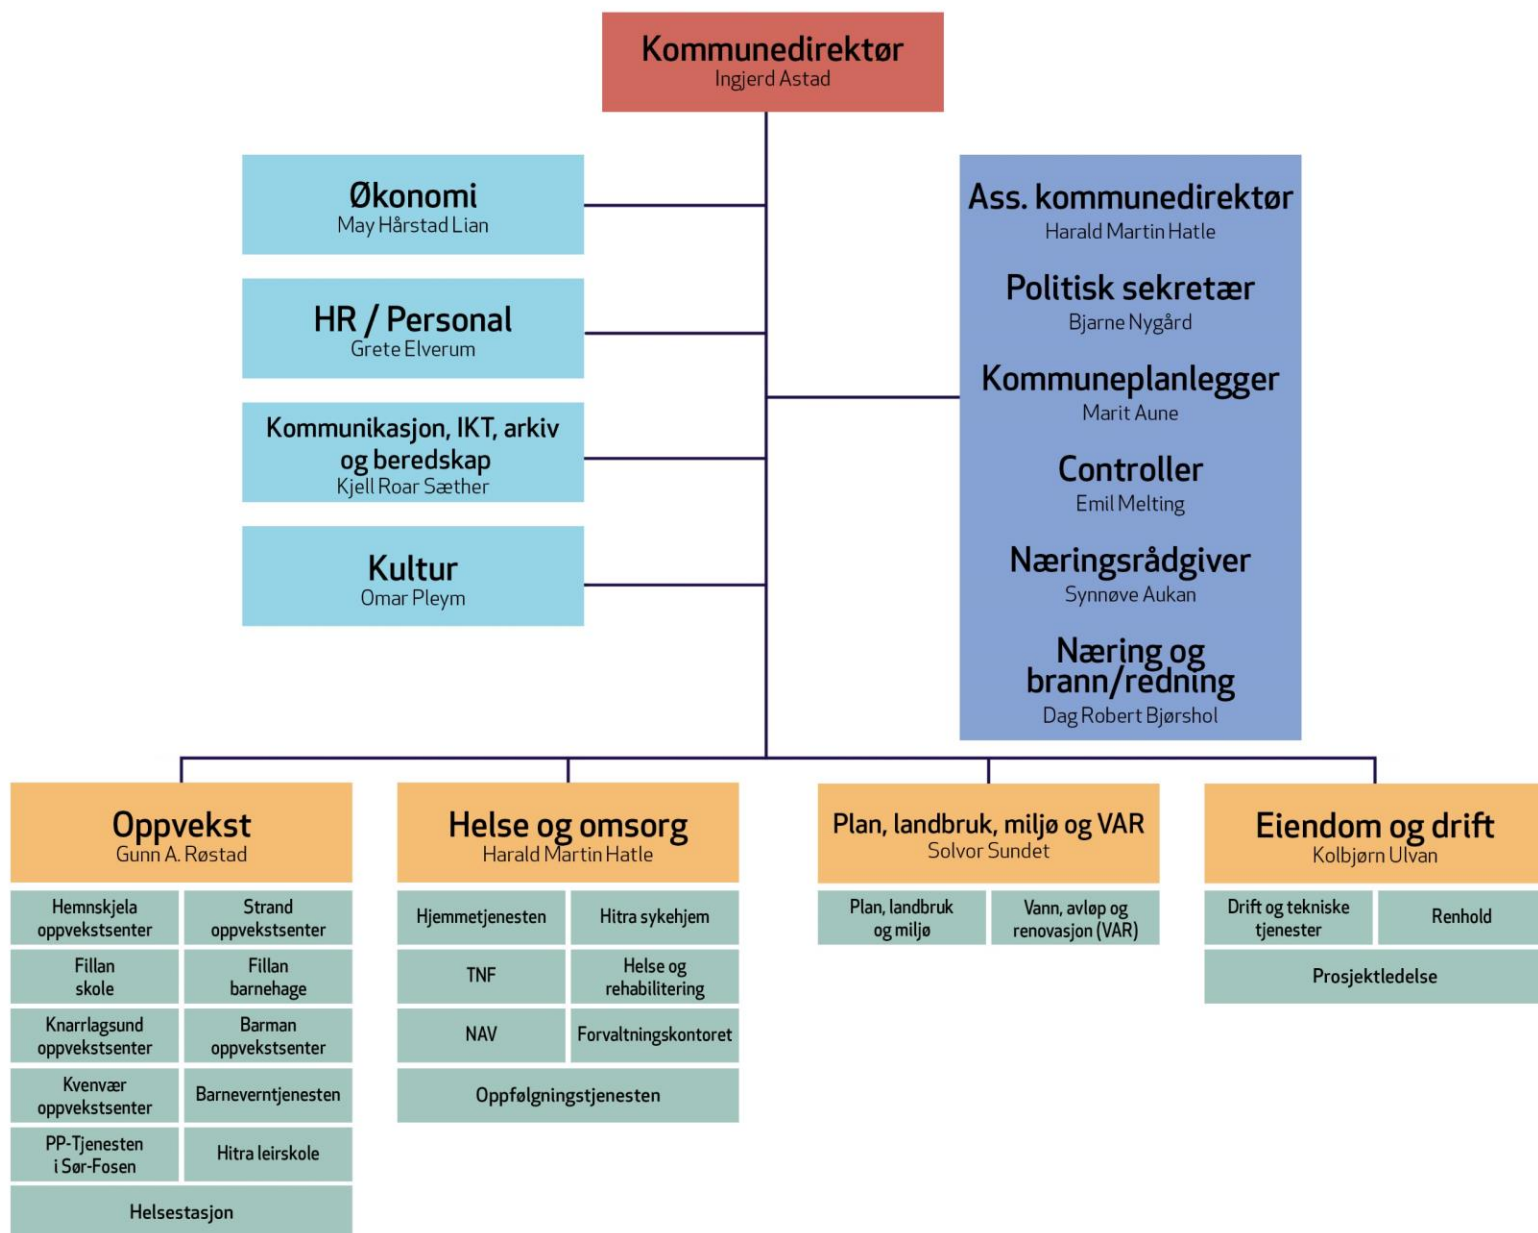 Kommunedirektør
Ingjerd Astad
Økonomi
May Hårstad Lian
HR / Personal
Grete Elverum
Kommunikasjon, IKT, arkiv
og beredskap
Kjell Roar Sæther
Kultur
Omar Pleym
Ass. kommunedirektør
Harald Martin Hatle
Politisk sekretær
Bjarne Nygård
Kommuneplanlegger
Marit Aune
Controller
Emil Melting
Næringsrådgiver
Synnøve Aukan
Næring og
brann/redning
Dag Robert Bjørshol
Oppvekst
Gunn A. Røstad
Hemnskjela
oppvekstsenter
Strand
oppvekstsenter
Fillan
skole
Fillan
barnehage
Knarrlagsund
oppvekstsenter
Barman
oppvekstsenter
Kvenvær
oppvekstsenter
Barneverntjenesten
PP-Tjenesten
i Sør-Fosen
Hitra leirskole
Helsestasjon
Helse og omsorg
Harald Martin Hatle
Hjemmetjenesten
Hitra sykehjem
TNF
Helse og
rehabilitering
NAV
Forvaltningskontoret
Oppfølgningstjenesten
Plan, landbruk, miljø og VAR
Solvor Sundet
Plan, landbruk
og miljø
Vann, avløp og
renovasjon (VAR)
Eiendom og drift
Kolbjørn Ulvan
Drift og tekniske
tjenester
Renhold
Prosjektledelse